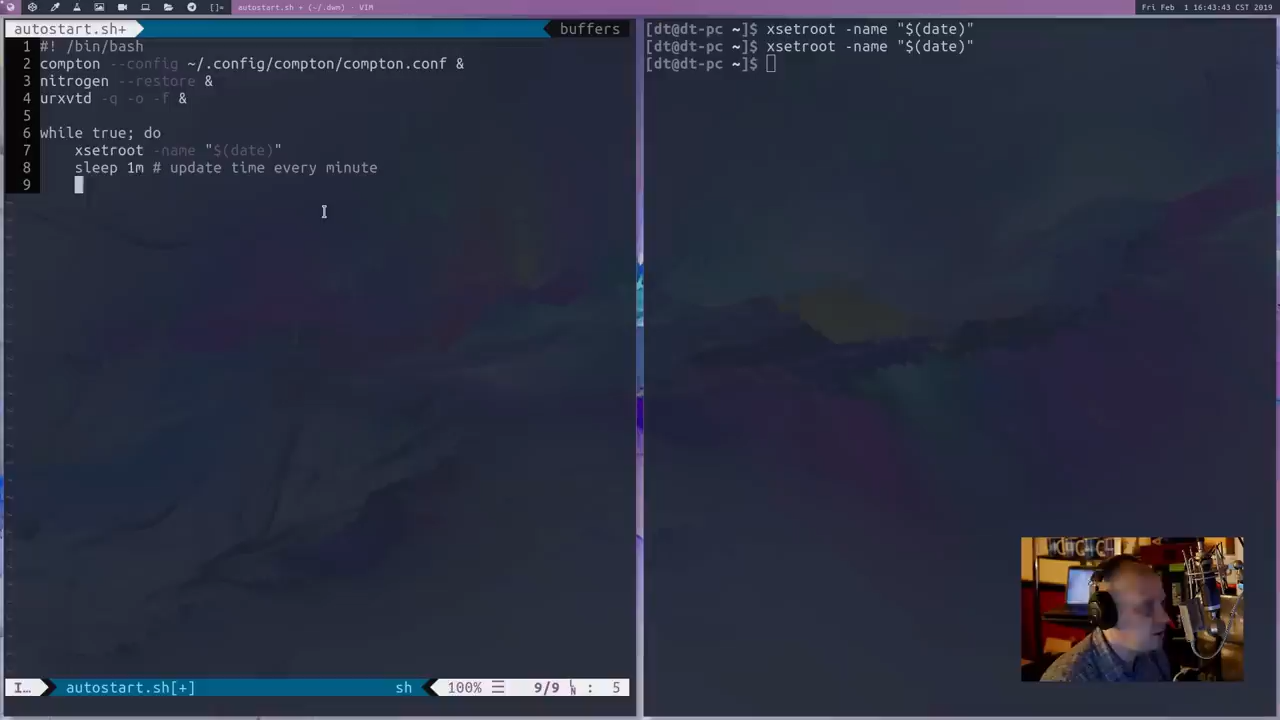 []= autostart.sh + (~/.dwm) - VIM Fri Feb 1 16:43:43 CST 2019
autostart.sh+ buffers
1 #! /bin/bash
2 compton --config ~/.config/compton/compton.conf &
3 nitrogen --restore &
4 urxvtd -q -o -f &
5
6 while true; do
7 xsetroot -name "$(date)"
8 sleep 1m # update time every minute
9
I… autostart.sh[+] sh 100% ☰ 9/9 : 5
[dt@dt-pc ~]$ xsetroot -name "$(date)"
[dt@dt-pc ~]$ xsetroot -name "$(date)"
[dt@dt-pc ~]$